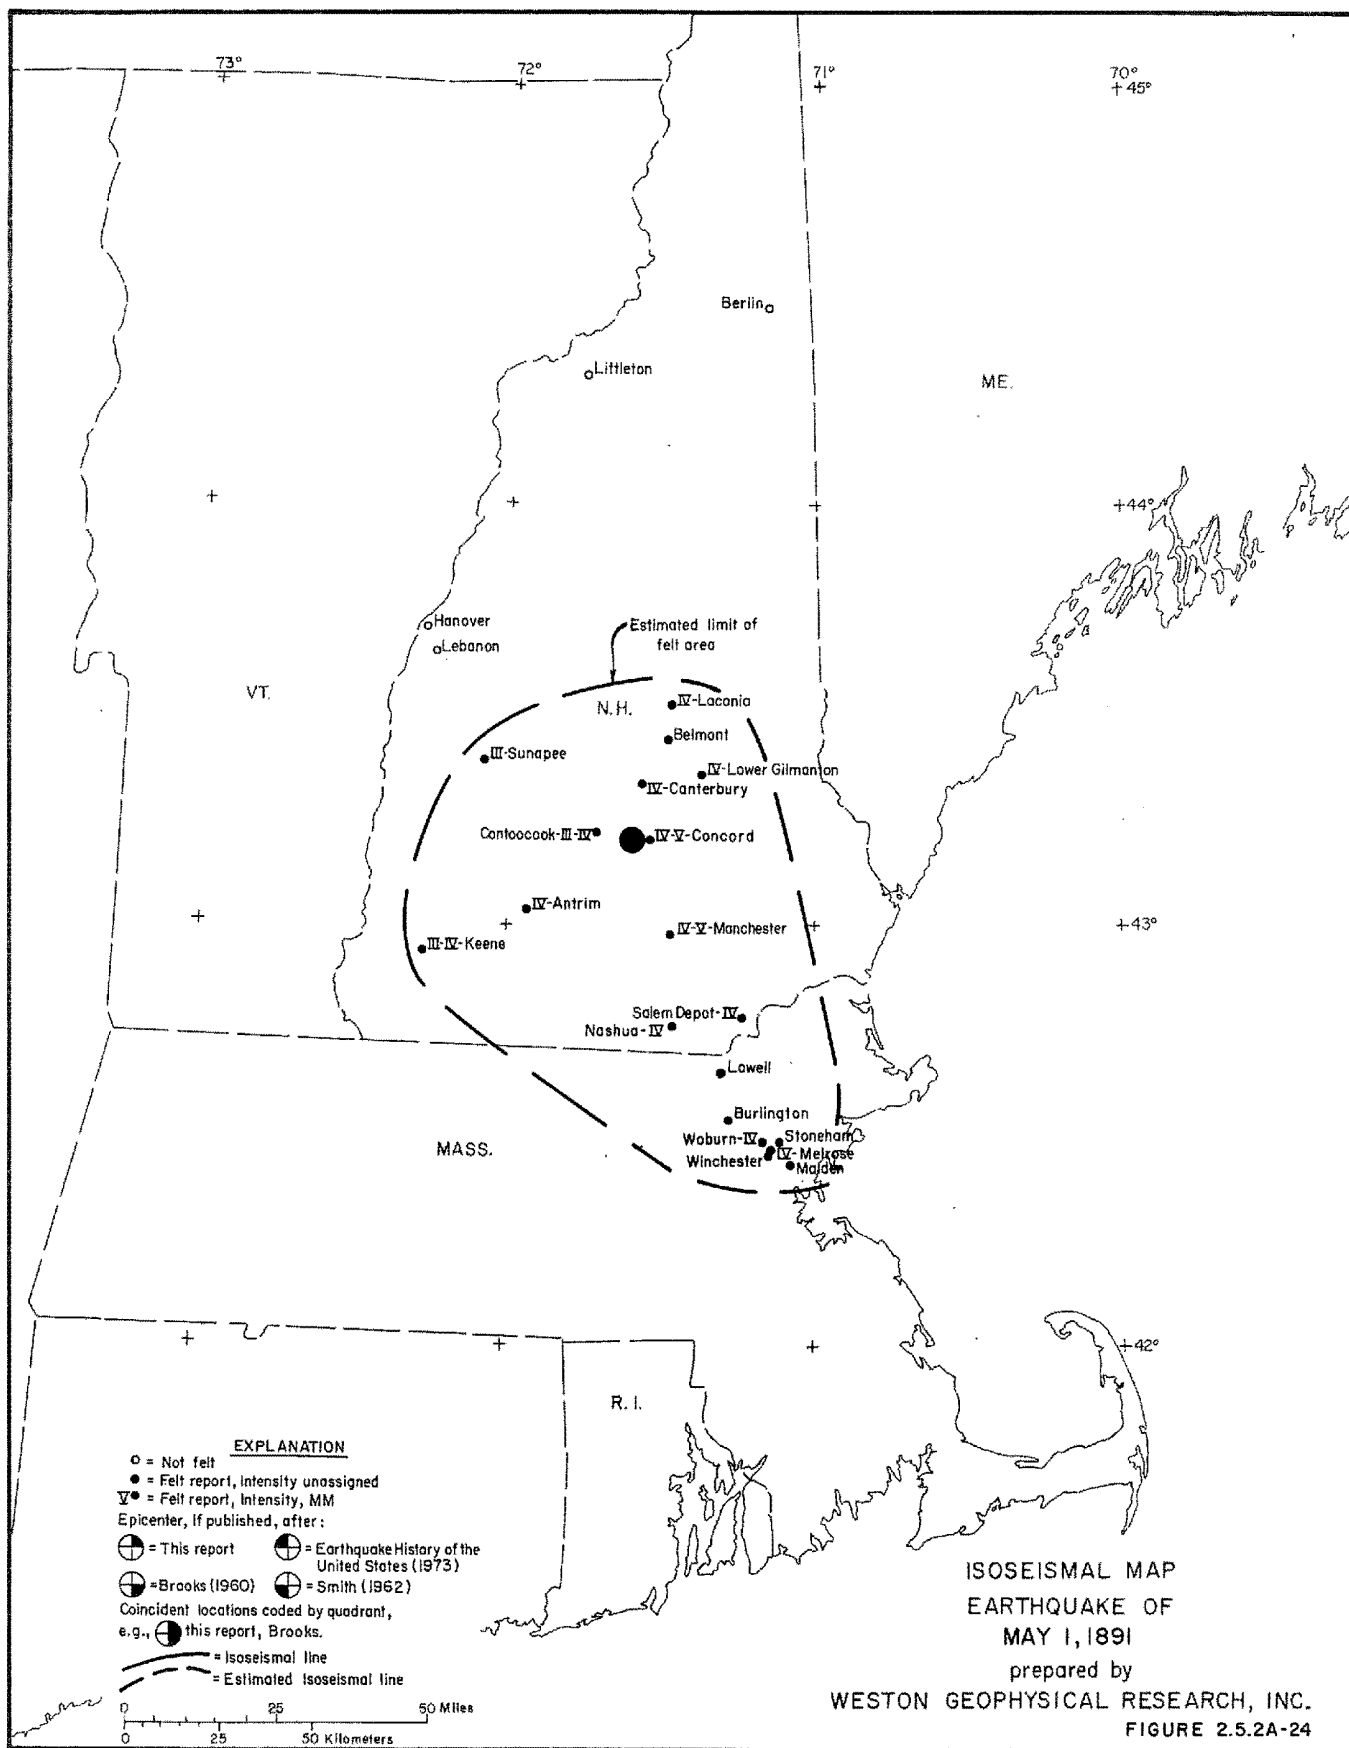 73°
72°
71°
70°
45°
Berlin
Littleton
ME.
44°
Hanover
Lebanon
Estimated limit of
felt area
VT.
N.H.
IV-Laconia
Belmont
III-Sunapee
IV-Lower Gilmanton
IV-Canterbury
Contoocook-III-IV
IV-V-Concord
IV-Antrim
43°
IV-V-Manchester
III-IV-Keene
Salem Depot-IV
Nashua-IV
Lowell
Burlington
Woburn-IV
Stoneham
MASS.
IV-Melrose
Winchester
Malden
42°
R.I.
EXPLANATION
= Not felt
= Felt report, Intensity unassigned
V = Felt report, Intensity, MM
Epicenter, If published, after:
= This report
= Earthquake History of the
United States (1973)
= Brooks (1960)
= Smith (1962)
Coincident locations coded by quadrant,
e.g., this report, Brooks.
= Isoseismal line
= Estimated Isoseismal line
0 25 50 Miles
0 25 50 Kilometers
ISOSEISMAL MAP
EARTHQUAKE OF
MAY 1, 1891
prepared by
WESTON GEOPHYSICAL RESEARCH, INC.
FIGURE 2.5.2A-24